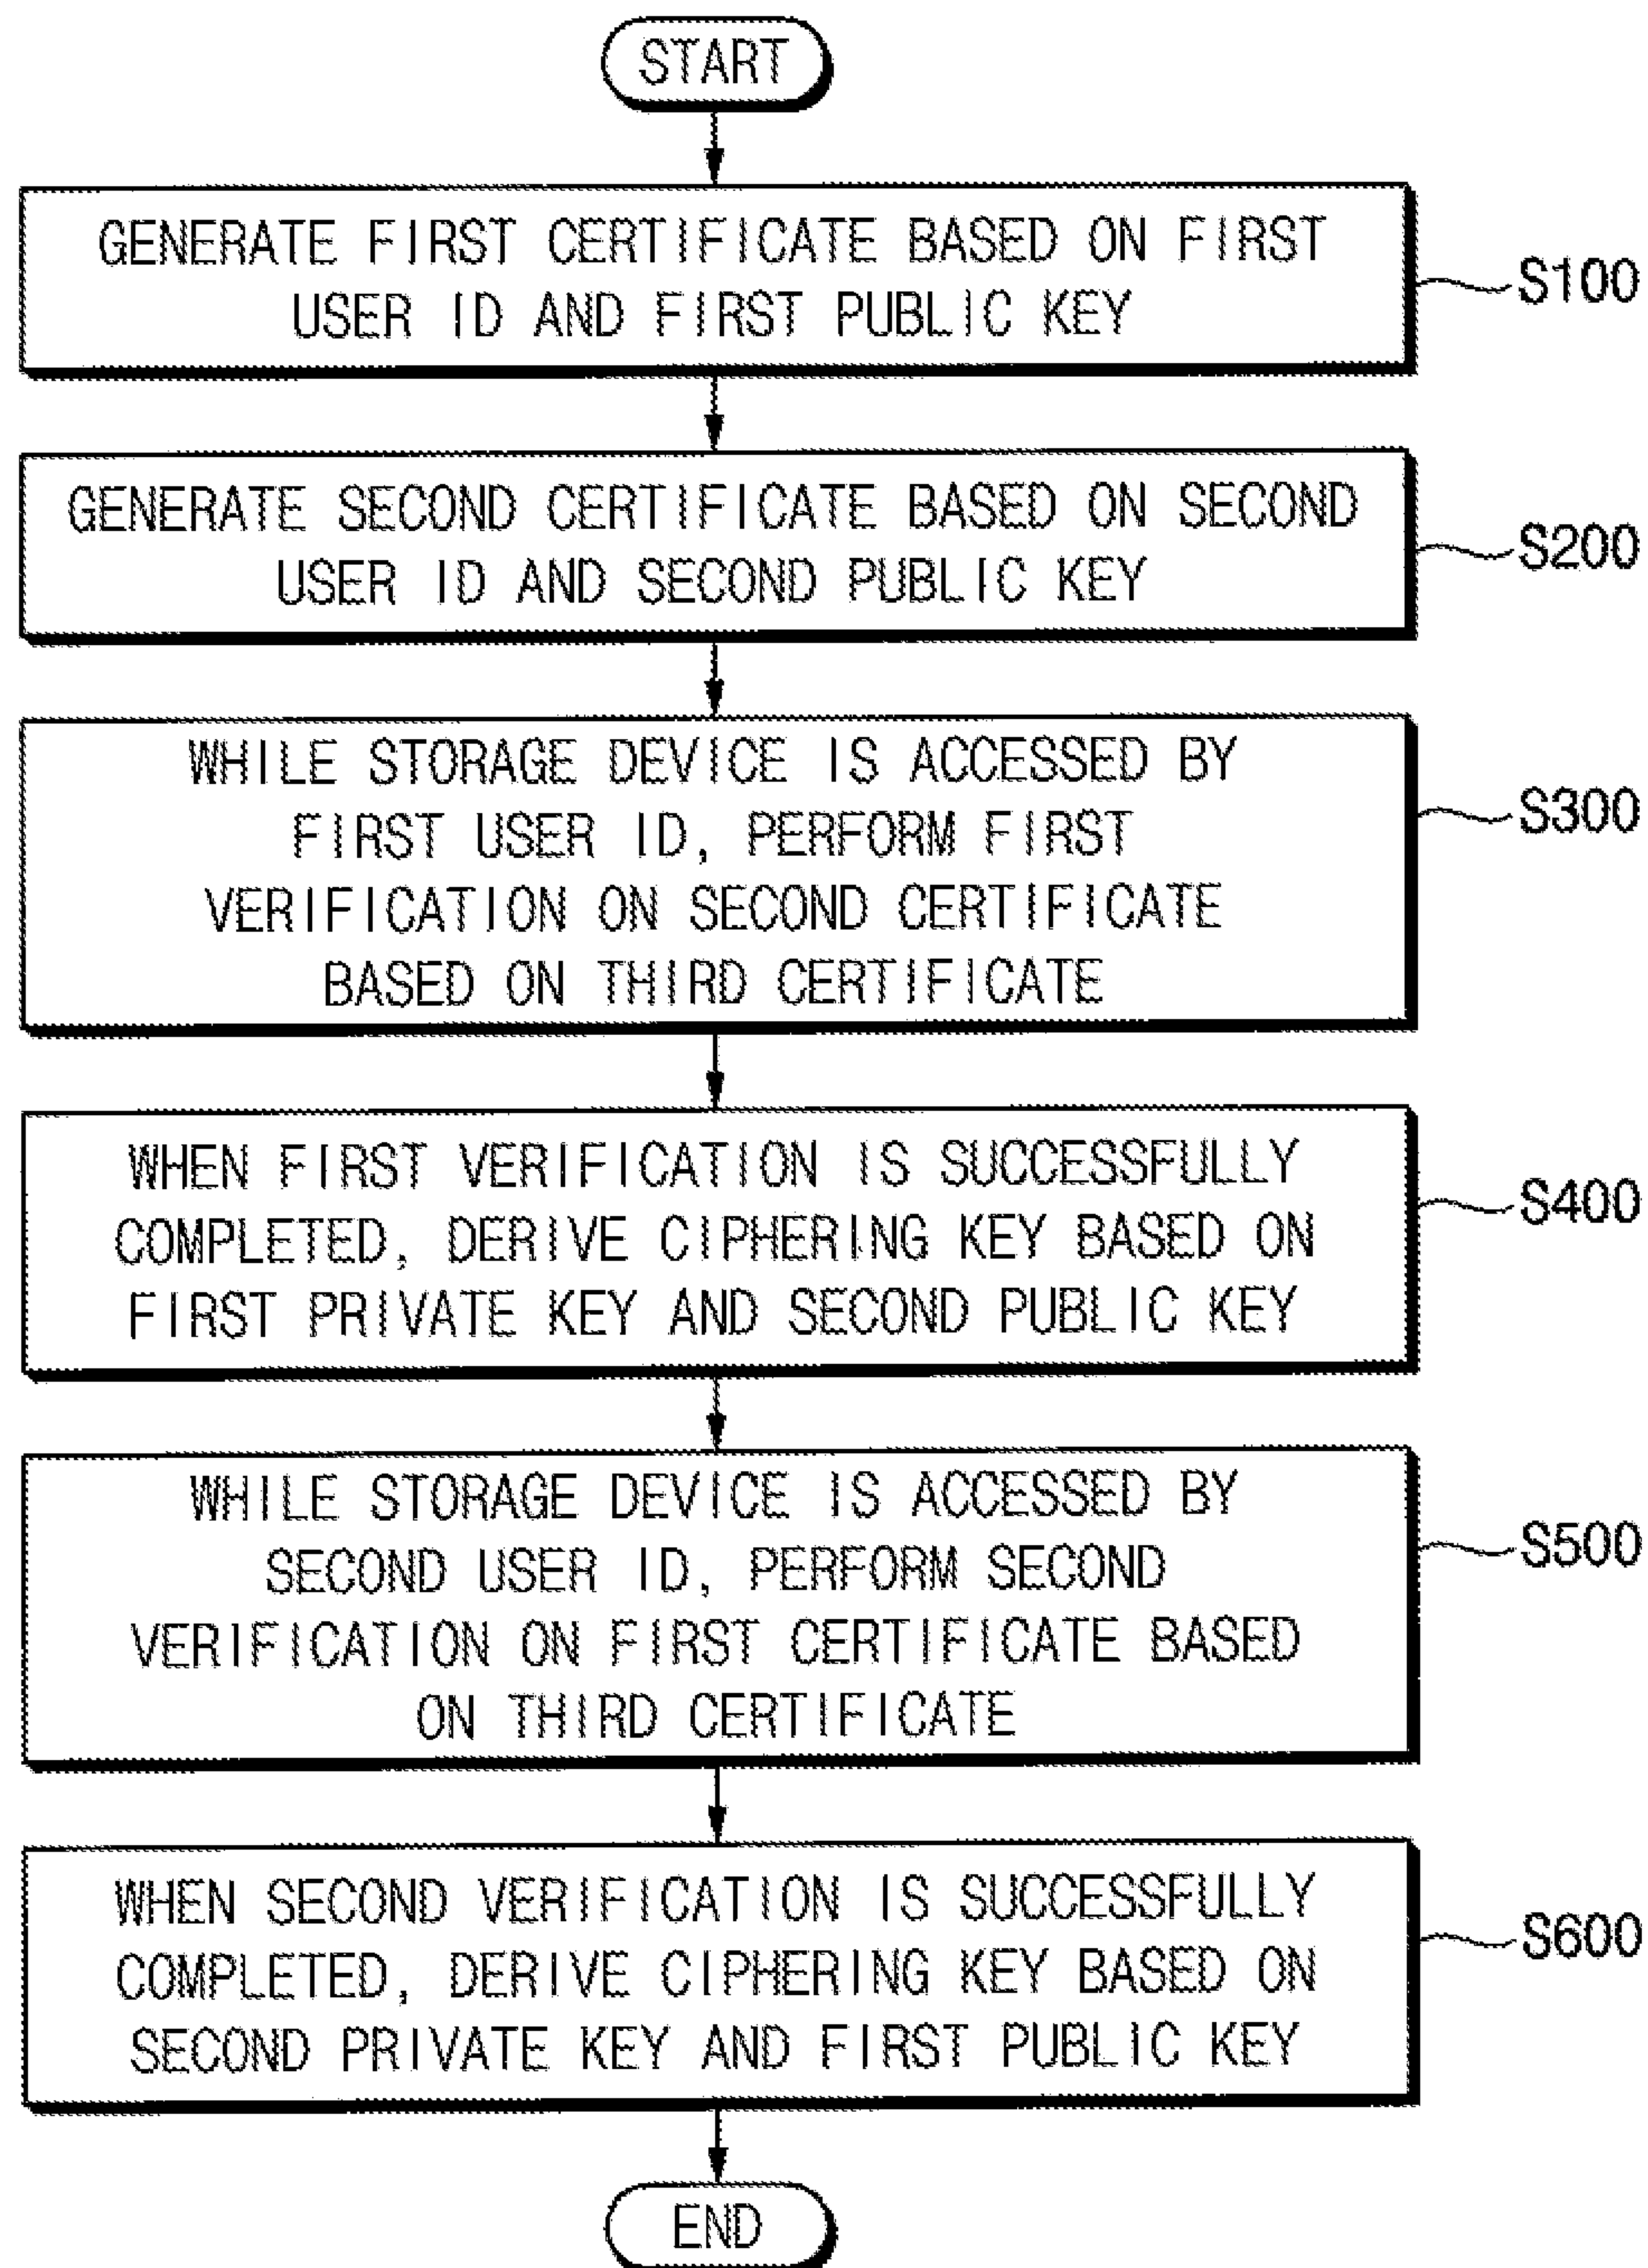 START
GENERATE FIRST CERTIFICATE BASED ON FIRST
USER ID AND FIRST PUBLIC KEY
S100
GENERATE SECOND CERTIFICATE BASED ON SECOND
USER ID AND SECOND PUBLIC KEY
S200
WHILE STORAGE DEVICE IS ACCESSED BY
FIRST USER ID, PERFORM FIRST
VERIFICATION ON SECOND CERTIFICATE
BASED ON THIRD CERTIFICATE
S300
WHEN FIRST VERIFICATION IS SUCCESSFULLY
COMPLETED, DERIVE CIPHERING KEY BASED ON
FIRST PRIVATE KEY AND SECOND PUBLIC KEY
S400
WHILE STORAGE DEVICE IS ACCESSED BY
SECOND USER ID, PERFORM SECOND
VERIFICATION ON FIRST CERTIFICATE BASED
ON THIRD CERTIFICATE
S500
WHEN SECOND VERIFICATION IS SUCCESSFULLY
COMPLETED, DERIVE CIPHERING KEY BASED ON
SECOND PRIVATE KEY AND FIRST PUBLIC KEY
S600
END